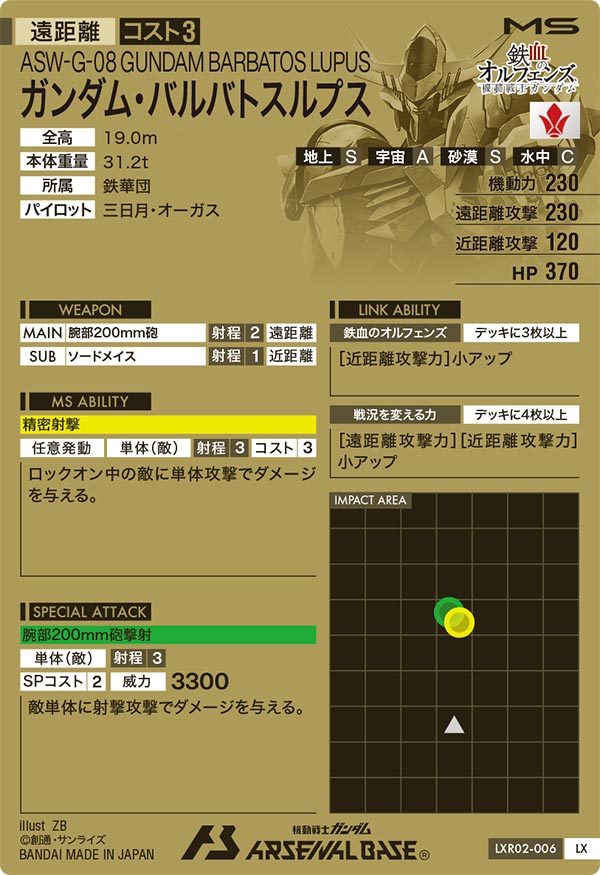 遠距離 コスト3 MS
ASW-G-08 GUNDAM BARBATOS LUPUS
ガンダム・バルバトスルプス
鉄血の
オルフェンズ
機動戦士ガンダム
全高 19.0m
本体重量 31.2t
所属 鉄華団
パイロット 三日月・オーガス
地上 S 宇宙 A 砂漠 S 水中 C
機動力 230
遠距離攻撃 230
近距離攻撃 120
HP 370
WEAPON
MAIN 腕部200mm砲 射程 2 遠距離
SUB ソードメイス 射程 1 近距離
MS ABILITY
精密射撃
任意発動 単体(敵) 射程 3 コスト 3
ロックオン中の敵に単体攻撃でダメージ
を与える。
SPECIAL ATTACK
腕部200mm砲撃射
単体(敵) 射程 3
SPコスト 2 威力 3300
敵単体に射撃攻撃でダメージを与える。
LINK ABILITY
鉄血のオルフェンズ デッキに3枚以上
[近距離攻撃力]小アップ
戦況を変える力 デッキに4枚以上
[遠距離攻撃力][近距離攻撃力]
小アップ
IMPACT AREA
illust ZB
©創通・サンライズ
BANDAI MADE IN JAPAN
機動戦士ガンダム
ARSENAL BASE®
LXR02-006 LX